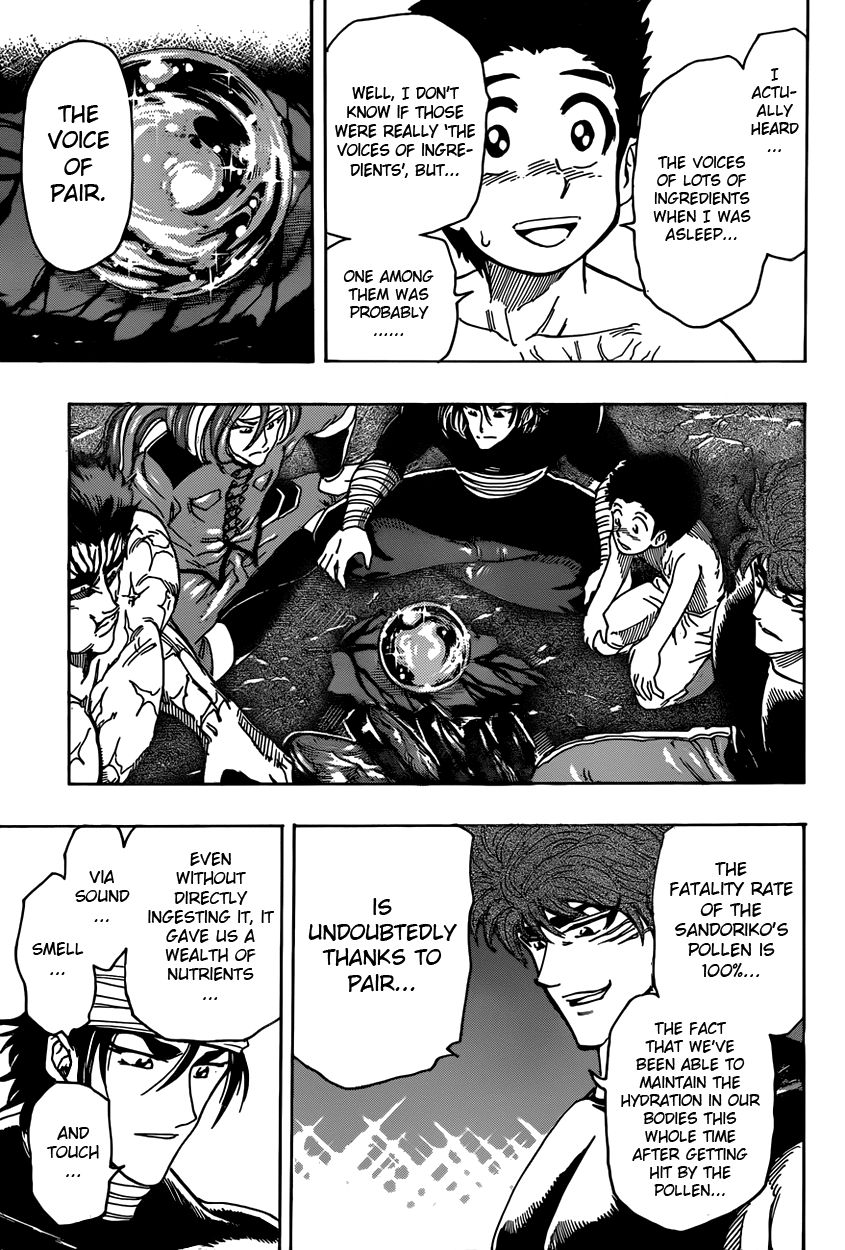 I
ACTU-
ALLY
HEARD
...
THE VOICES
OF LOTS OF
INGREDIENTS
WHEN I WAS
ASLEEP...
WELL, I DON'T
KNOW IF THOSE
WERE REALLY 'THE
VOICES OF INGRE-
DIENTS', BUT...
ONE AMONG
THEM WAS
PROBABLY
......
THE
VOICE
OF
PAIR.
THE
FATALITY RATE
OF THE
SANDORIKO'S
POLLEN IS
100%...
THE FACT
THAT WE'VE
BEEN ABLE TO
MAINTAIN THE
HYDRATION IN OUR
BODIES THIS
WHOLE TIME
AFTER GETTING
HIT BY THE
POLLEN...
IS
UNDOUBTEDLY
THANKS TO
PAIR...
EVEN
WITHOUT
DIRECTLY
INGESTING IT, IT
GAVE US A
WEALTH OF
NUTRIENTS
...
VIA
SOUND
...
SMELL
...
AND
TOUCH
...